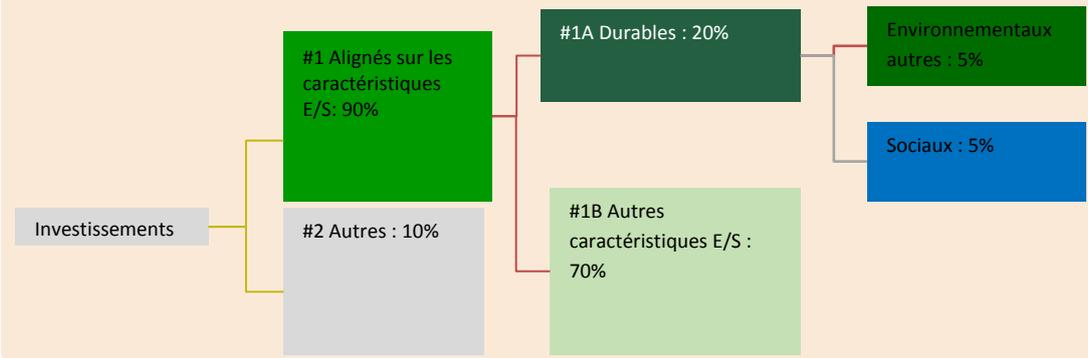 Investissements
#1 Alignés sur les
caractéristiques
E/S: 90%
#2 Autres : 10%
#1A Durables : 20%
#1B Autres
caractéristiques E/S :
70%
Environnementaux
autres : 5%
Sociaux : 5%